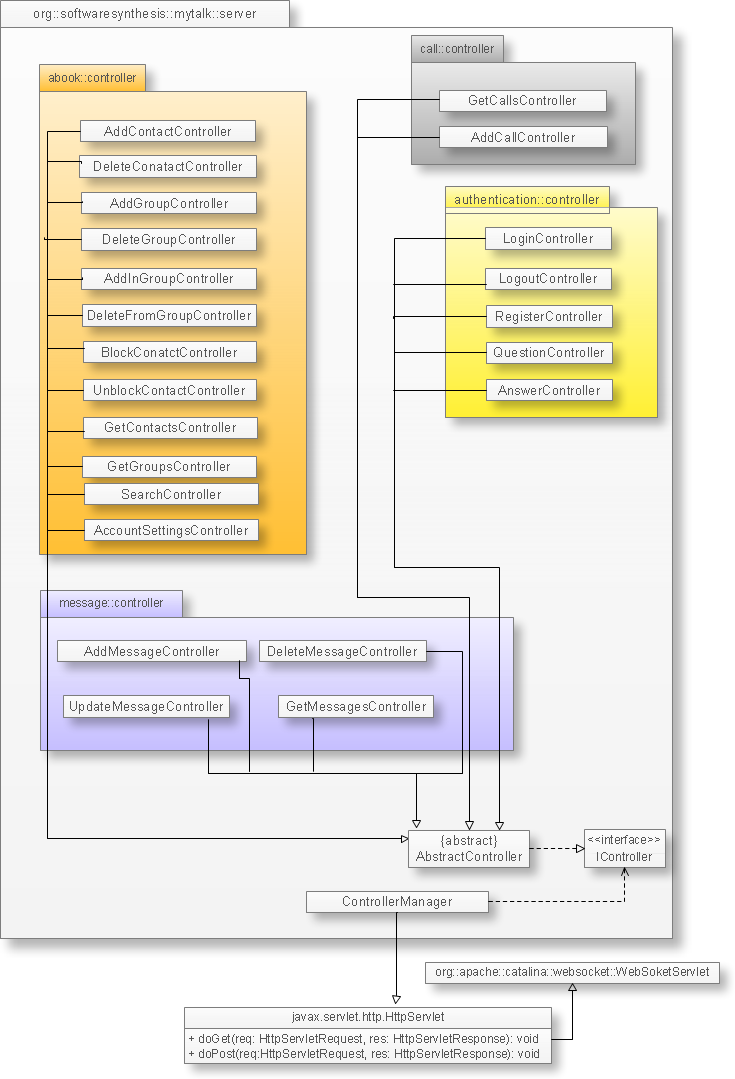 org::softwaresynthesis::mytalk::server
call::controller
GetCallsController
AddCallController
abook::controller
AddContactController
DeleteConatactController
AddGroupController
DeleteGroupController
AddInGroupController
DeleteFromGroupController
BlockConatctController
UnblockContactController
GetContactsController
GetGroupsController
SearchController
AccountSettingsController
authentication::controller
LoginController
LogoutController
RegisterController
QuestionController
AnswerController
message::controller
AddMessageController
DeleteMessageController
UpdateMessageController
GetMessagesController
{abstract}
AbstractController
<<interface>>
IController
ControllerManager
org::apache::catalina::websocket::WebSoketServlet
javax.servlet.http.HttpServlet
+ doGet(req: HttpServletRequest, res: HttpServletResponse): void
+ doPost(req:HttpServletRequest, res: HttpServletResponse): void